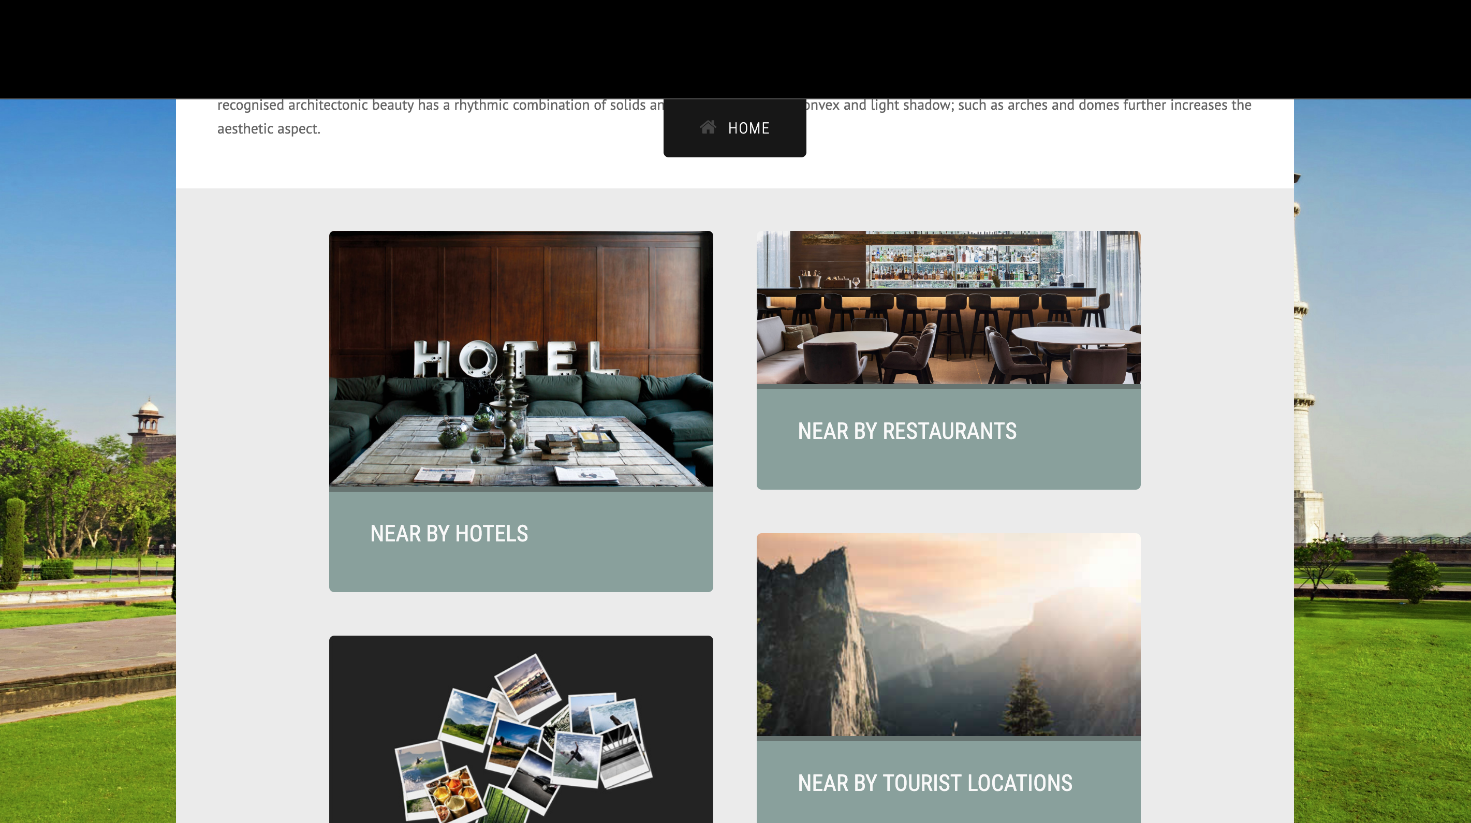 recognised architectonic beauty has a rhythmic combination of solids an
onvex and light shadow; such as arches and domes further increases the
aesthetic aspect.
HOME
HOTEL
NEAR BY RESTAURANTS
NEAR BY HOTELS
NEAR BY TOURIST LOCATIONS